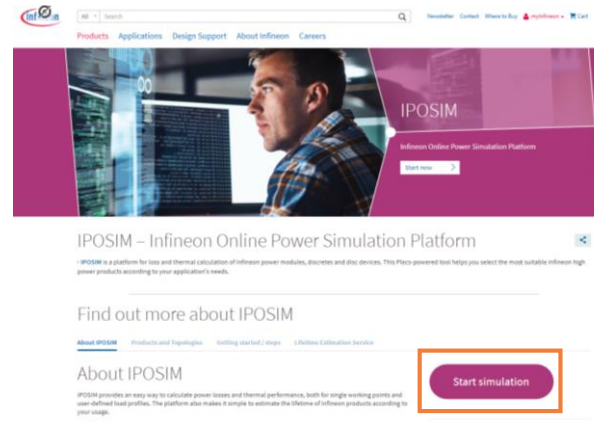 infineon
All Search
Newsletter Contact Where to Buy myInfineon Cart
Products Applications Design Support About Infineon Careers
IPOSIM
Infineon Online Power Simulation Platform
Start now
IPOSIM – Infineon Online Power Simulation Platform
› IPOSIM is a platform for loss and thermal calculation of Infineon power modules, discretes and disc devices. This Plecs-powered tool helps you select the most suitable Infineon high
power products according to your application's needs.
Find out more about IPOSIM
About IPOSIM Products and Topologies Getting started | steps Lifetime Estimation Service
About IPOSIM
Start simulation
IPOSIM provides an easy way to calculate power losses and thermal performance, both for single working points and
user-defined load profiles. The platform also makes it simple to estimate the lifetime of Infineon products according to
your usage.